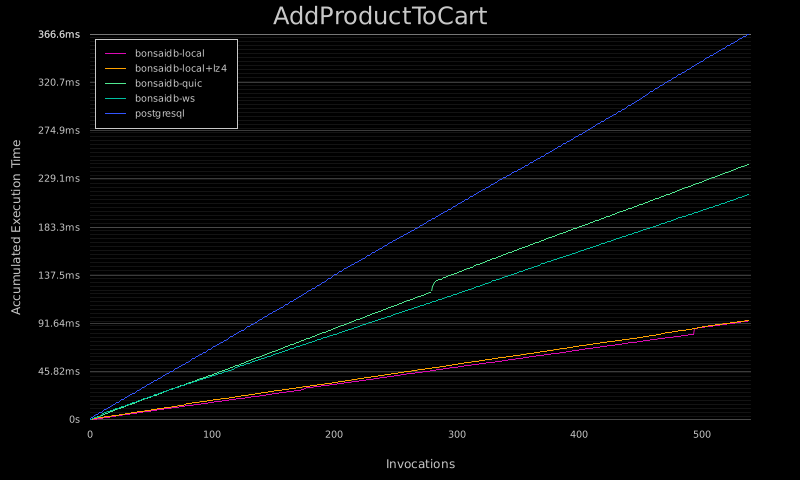 AddProductToCart
366.6ms
320.7ms
274.9ms
229.1ms
183.3ms
137.5ms
91.64ms
45.82ms
0s
Accumulated Execution Time
bonsaidb-local
bonsaidb-local+lz4
bonsaidb-quic
bonsaidb-ws
postgresql
0
100
200
300
400
500
Invocations